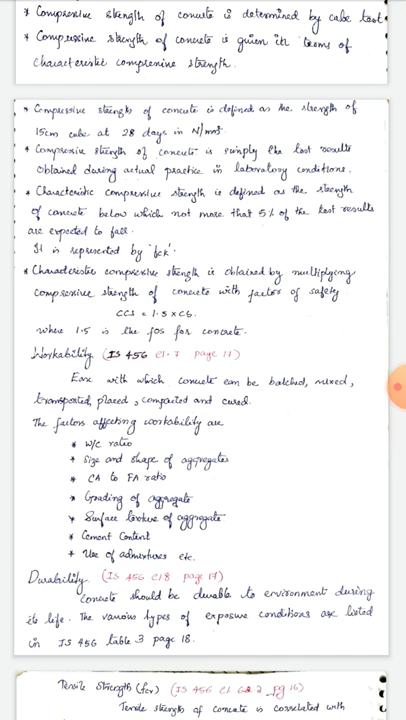 * Compressive strength of concrete is determined by cube test
* Compressive strength of concrete is given in terms of
characteristic compressive strength.
* Compressive strength of concrete is defined as the strength of
15cm cube at 28 days in N/mm²
* Compressive strength of concrete is simply the test results
obtained during actual practice in laboratory conditions.
* Characteristic compressive strength is defined as the strength
of concrete below which not more that 5% of the test results
are expected to fall.
It is represented by 'fck'.
* Characteristic compressive strength is obtained by multiplying
compressive strength of concrete with factor of safety
CCS = 1.5 x CS.
where 1.5 is the fos for concrete.
Workability (IS 456 cl. 7 page 17)
Ease with which concrete can be batched, mixed,
transported, placed, compacted and cured.
The factors affecting workability are
* W/C ratio
* Size and shape of aggregates
* CA to FA ratio
* Grading of aggregate
* Surface texture of aggregate
* Cement Content
* Use of admixtures etc.
Durability (IS 456 cl 8 page 17)
Concrete should be durable to environment during
its life. The various types of exposure conditions are listed
in IS 456 table 3 page 18.
Tensile Strength (fcr) (IS 456 cl 6.2.2 pg 16)
Tensile strength of concrete is correlated with